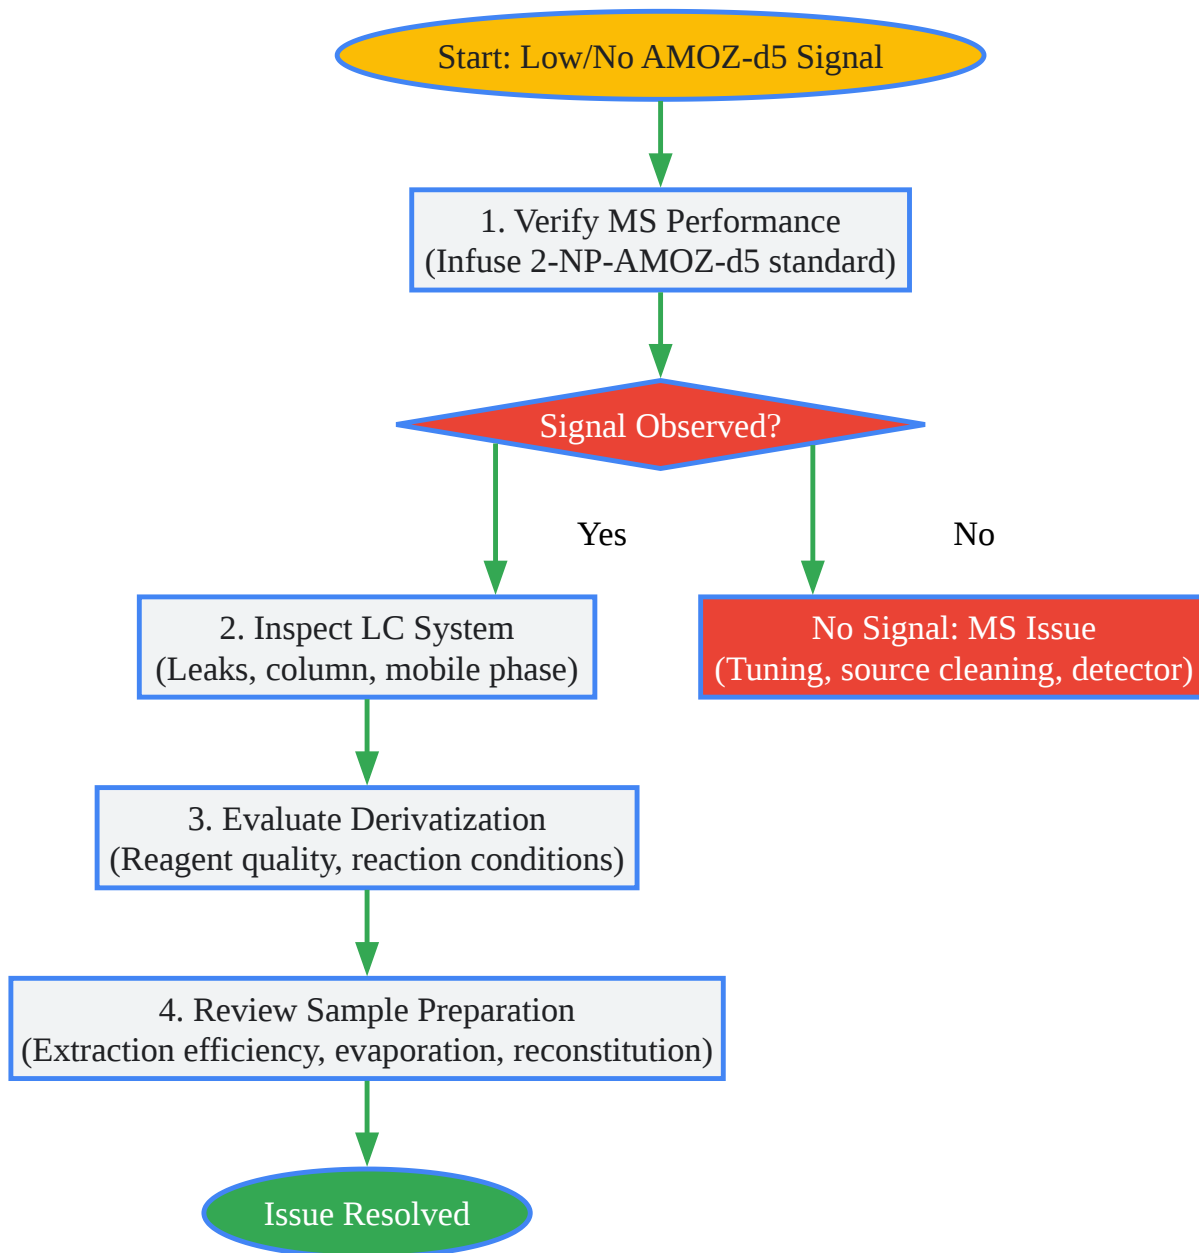 Start: Low/No AMOZ-d5 Signal
1. Verify MS Performance
(Infuse 2-NP-AMOZ-d5 standard)
Signal Observed?
Yes
No
2. Inspect LC System
(Leaks, column, mobile phase)
No Signal: MS Issue
(Tuning, source cleaning, detector)
3. Evaluate Derivatization
(Reagent quality, reaction conditions)
4. Review Sample Preparation
(Extraction efficiency, evaporation, reconstitution)
Issue Resolved